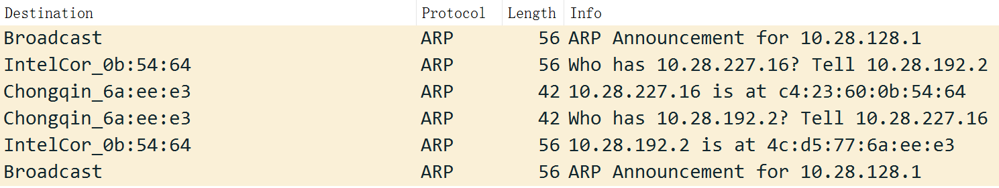 Destination Protocol Length Info
Broadcast ARP 56 ARP Announcement for 10.28.128.1
IntelCor_0b:54:64 ARP 56 Who has 10.28.227.16? Tell 10.28.192.2
Chongqin_6a:ee:e3 ARP 42 10.28.227.16 is at c4:23:60:0b:54:64
Chongqin_6a:ee:e3 ARP 42 Who has 10.28.192.2? Tell 10.28.227.16
IntelCor_0b:54:64 ARP 56 10.28.192.2 is at 4c:d5:77:6a:ee:e3
Broadcast ARP 56 ARP Announcement for 10.28.128.1